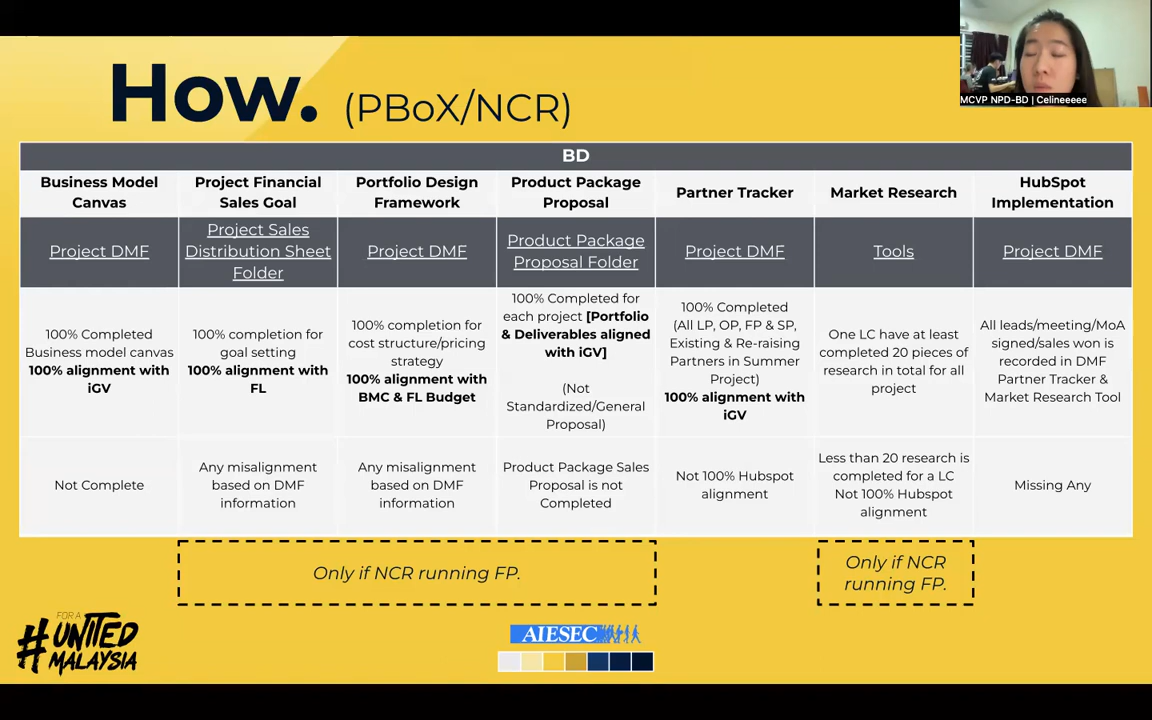 How. (PBoX/NCR)
MCVP NPD-BD | Celineeeee
BD
Business Model
Canvas
Project Financial
Sales Goal
Portfolio Design
Framework
Product Package
Proposal
Partner Tracker
Market Research
HubSpot
Implementation
Project DMF
Project Sales
Distribution Sheet
Folder
Project DMF
Product Package
Proposal Folder
Project DMF
Tools
Project DMF
100% Completed
Business model canvas
100% alignment with
iGV
100% completion for
goal setting
100% alignment with
FL
100% completion for
cost structure/pricing
strategy
100% alignment with
BMC & FL Budget
100% Completed for
each project [Portfolio
& Deliverables aligned
with iGV]
(Not
Standardized/General
Proposal)
100% Completed
(All LP, OP, FP & SP,
Existing & Re-raising
Partners in Summer
Project)
100% alignment with
iGV
One LC have at least
completed 20 pieces of
research in total for all
project
All leads/meeting/MoA
signed/sales won is
recorded in DMF
Partner Tracker &
Market Research Tool
Not Complete
Any misalignment
based on DMF
information
Any misalignment
based on DMF
information
Product Package Sales
Proposal is not
Completed
Not 100% Hubspot
alignment
Less than 20 research is
completed for a LC
Not 100% Hubspot
alignment
Missing Any
Only if NCR running FP.
Only if NCR
running FP.
FOR A
#UNITED
MALAYSIA
AIESEC